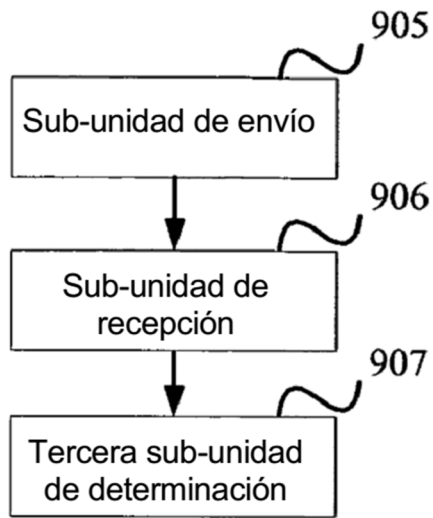 905
Sub-unidad de envío
906
Sub-unidad de
recepción
907
Tercera sub-unidad
de determinación